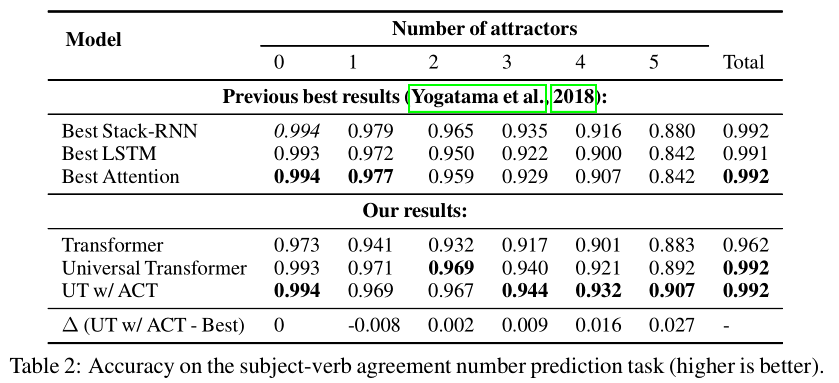 Model Number of attractors
0 1 2 3 4 5 Total
Previous best results (Yogatama et al., 2018):
Best Stack-RNN 0.994 0.979 0.965 0.935 0.916 0.880 0.992
Best LSTM 0.993 0.972 0.950 0.922 0.900 0.842 0.991
Best Attention 0.994 0.977 0.959 0.929 0.907 0.842 0.992
Our results:
Transformer 0.973 0.941 0.932 0.917 0.901 0.883 0.962
Universal Transformer 0.993 0.971 0.969 0.940 0.921 0.892 0.992
UT w/ ACT 0.994 0.969 0.967 0.944 0.932 0.907 0.992
Δ (UT w/ ACT - Best) 0 -0.008 0.002 0.009 0.016 0.027 -
Table 2: Accuracy on the subject-verb agreement number prediction task (higher is better).